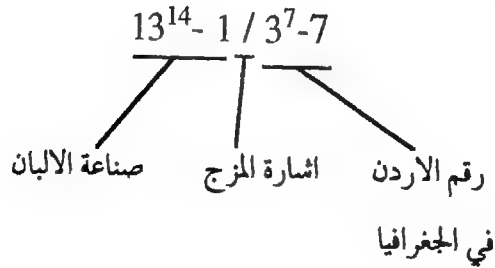 13¹⁴- 1 / 3⁷-7
رقم الاردن اشارة المزج صناعة الالبان
في الجغرافيا